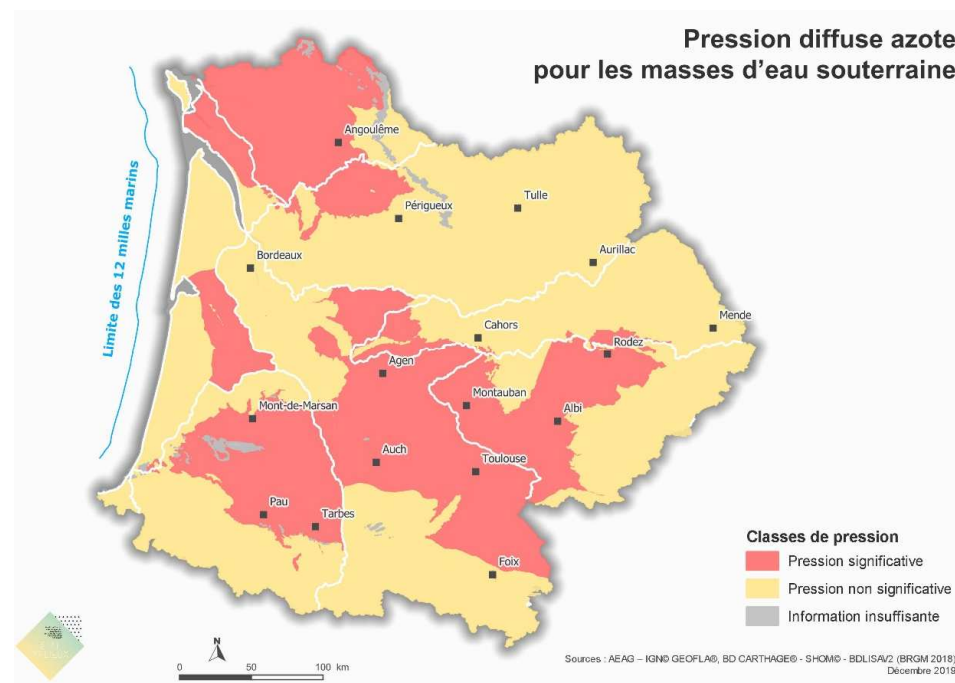 Pression diffuse azote
pour les masses d'eau souterraine
Limite des 12 milles marins
Angoulême
Périgueux
Tulle
Bordeaux
Aurillac
Mende
Cahors
Rodez
Agen
Montauban
Albi
Mont-de-Marsan
Auch
Toulouse
Pau
Tarbes
Foix
Classes de pression
Pression significative
Pression non significative
Information insuffisante
N
0 50 100 km
Sources : AEAG – IGN© GEOFLA®, BD CARTHAGE® - SHOM© - BDLISAV2 (BRGM 2018)
Décembre 2019